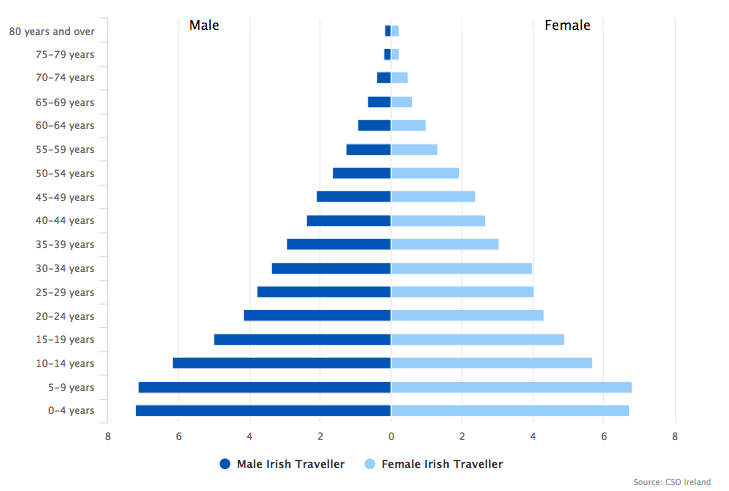 Male Female
80 years and over
75-79 years
70-74 years
65-69 years
60-64 years
55-59 years
50-54 years
45-49 years
40-44 years
35-39 years
30-34 years
25-29 years
20-24 years
15-19 years
10-14 years
5-9 years
0-4 years
8 6 4 2 0 2 4 6 8
Male Irish Traveller Female Irish Traveller
Source: CSO Ireland